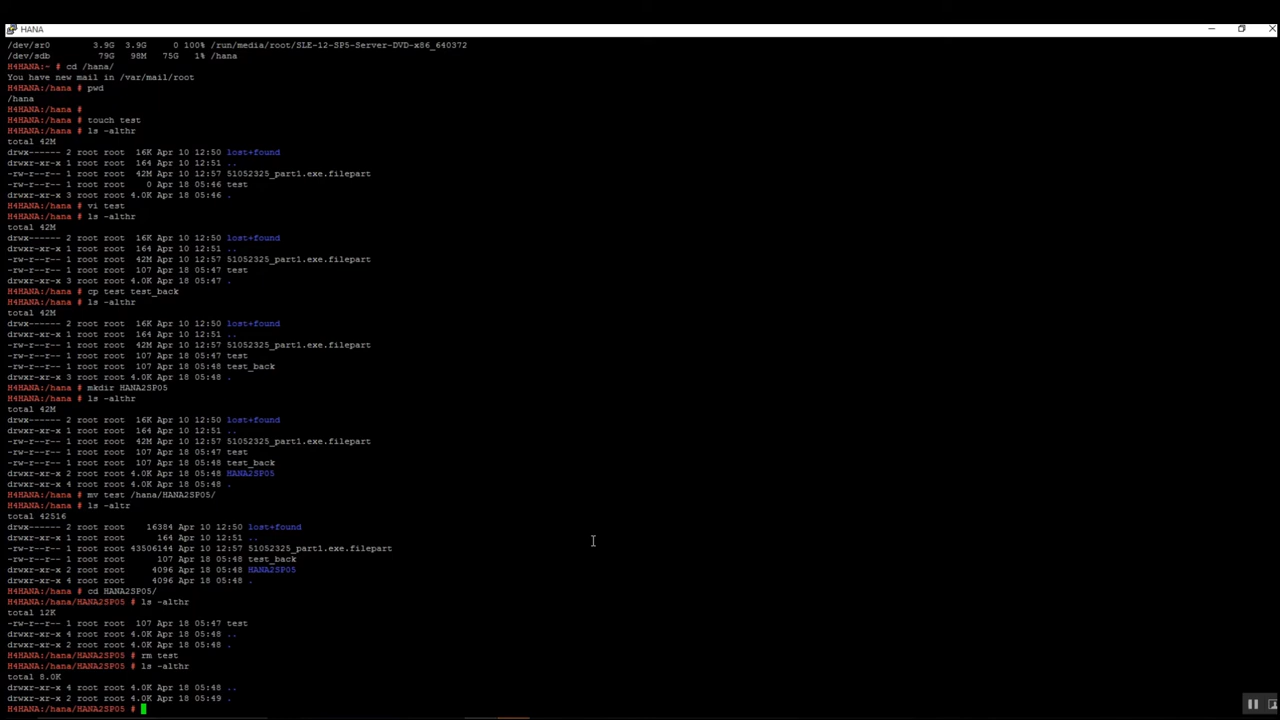 HANA
/dev/sr0 3.9G 3.9G 0 100% /run/media/root/SLE-12-SP5-Server-DVD-x86_640372
/dev/sdb 79G 98M 75G 1% /hana
H4HANA:~ # cd /hana/
You have new mail in /var/mail/root
H4HANA:/hana # pwd
/hana
H4HANA:/hana #
H4HANA:/hana # touch test
H4HANA:/hana # ls -althr
total 42M
drwx------ 2 root root 16K Apr 10 12:50 lost+found
drwxr-xr-x 1 root root 164 Apr 10 12:51 ..
-rw-r--r-- 1 root root 42M Apr 10 12:57 51052325_part1.exe.filepart
-rw-r--r-- 1 root root 0 Apr 18 05:46 test
drwxr-xr-x 3 root root 4.0K Apr 18 05:46 .
H4HANA:/hana # vi test
H4HANA:/hana # ls -althr
total 42M
drwx------ 2 root root 16K Apr 10 12:50 lost+found
drwxr-xr-x 1 root root 164 Apr 10 12:51 ..
-rw-r--r-- 1 root root 42M Apr 10 12:57 51052325_part1.exe.filepart
-rw-r--r-- 1 root root 107 Apr 18 05:47 test
drwxr-xr-x 3 root root 4.0K Apr 18 05:47 .
H4HANA:/hana # cp test test_back
H4HANA:/hana # ls -althr
total 42M
drwx------ 2 root root 16K Apr 10 12:50 lost+found
drwxr-xr-x 1 root root 164 Apr 10 12:51 ..
-rw-r--r-- 1 root root 42M Apr 10 12:57 51052325_part1.exe.filepart
-rw-r--r-- 1 root root 107 Apr 18 05:47 test
-rw-r--r-- 1 root root 107 Apr 18 05:48 test_back
drwxr-xr-x 3 root root 4.0K Apr 18 05:48 .
H4HANA:/hana # mkdir HANA2SP05
H4HANA:/hana # ls -althr
total 42M
drwx------ 2 root root 16K Apr 10 12:50 lost+found
drwxr-xr-x 1 root root 164 Apr 10 12:51 ..
-rw-r--r-- 1 root root 42M Apr 10 12:57 51052325_part1.exe.filepart
-rw-r--r-- 1 root root 107 Apr 18 05:47 test
-rw-r--r-- 1 root root 107 Apr 18 05:48 test_back
drwxr-xr-x 2 root root 4.0K Apr 18 05:48 HANA2SP05
drwxr-xr-x 4 root root 4.0K Apr 18 05:48 .
H4HANA:/hana # mv test /hana/HANA2SP05/
H4HANA:/hana # ls -altr
total 42516
drwx------ 2 root root 16384 Apr 10 12:50 lost+found
drwxr-xr-x 1 root root 164 Apr 10 12:51 ..
-rw-r--r-- 1 root root 43506144 Apr 10 12:57 51052325_part1.exe.filepart
-rw-r--r-- 1 root root 107 Apr 18 05:48 test_back
drwxr-xr-x 2 root root 4096 Apr 18 05:48 HANA2SP05
drwxr-xr-x 4 root root 4096 Apr 18 05:48 .
H4HANA:/hana # cd HANA2SP05/
H4HANA:/hana/HANA2SP05 # ls -althr
total 12K
-rw-r--r-- 1 root root 107 Apr 18 05:47 test
drwxr-xr-x 4 root root 4.0K Apr 18 05:48 ..
drwxr-xr-x 2 root root 4.0K Apr 18 05:48 .
H4HANA:/hana/HANA2SP05 # rm test
H4HANA:/hana/HANA2SP05 # ls -althr
total 8.0K
drwxr-xr-x 4 root root 4.0K Apr 18 05:48 ..
drwxr-xr-x 2 root root 4.0K Apr 18 05:49 .
H4HANA:/hana/HANA2SP05 #